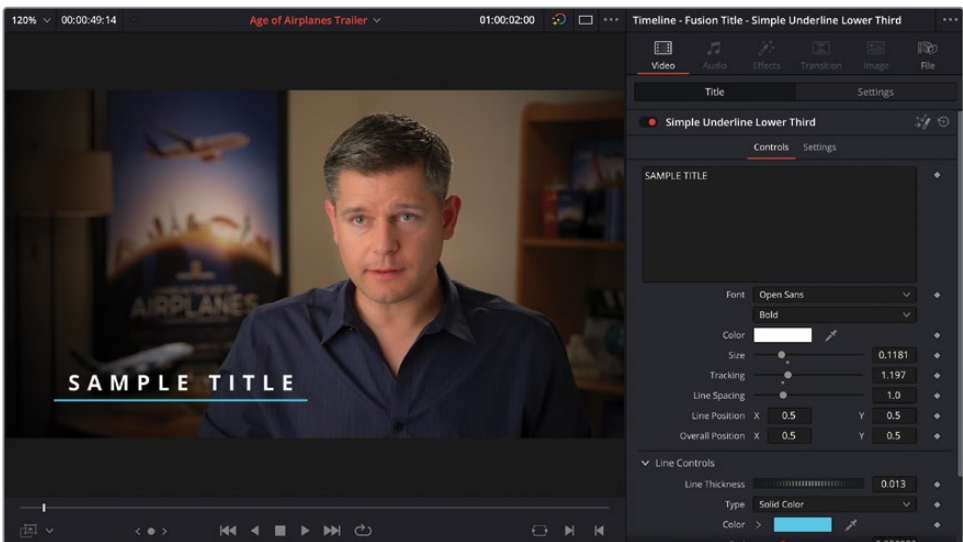 120% 00:00:49:14 Age of Airplanes Trailer 01:00:02:00
AIRPLANES
SAMPLE TITLE
Timeline - Fusion Title - Simple Underline Lower Third
Video Audio Effects Transition Image File
Title Settings
Simple Underline Lower Third
Controls Settings
SAMPLE TITLE
Font Open Sans
Bold
Color
Size 0.1181
Tracking 1.197
Line Spacing 1.0
Line Position X 0.5 Y 0.5
Overall Position X 0.5 Y 0.5
Line Controls
Line Thickness 0.013
Type Solid Color
Color